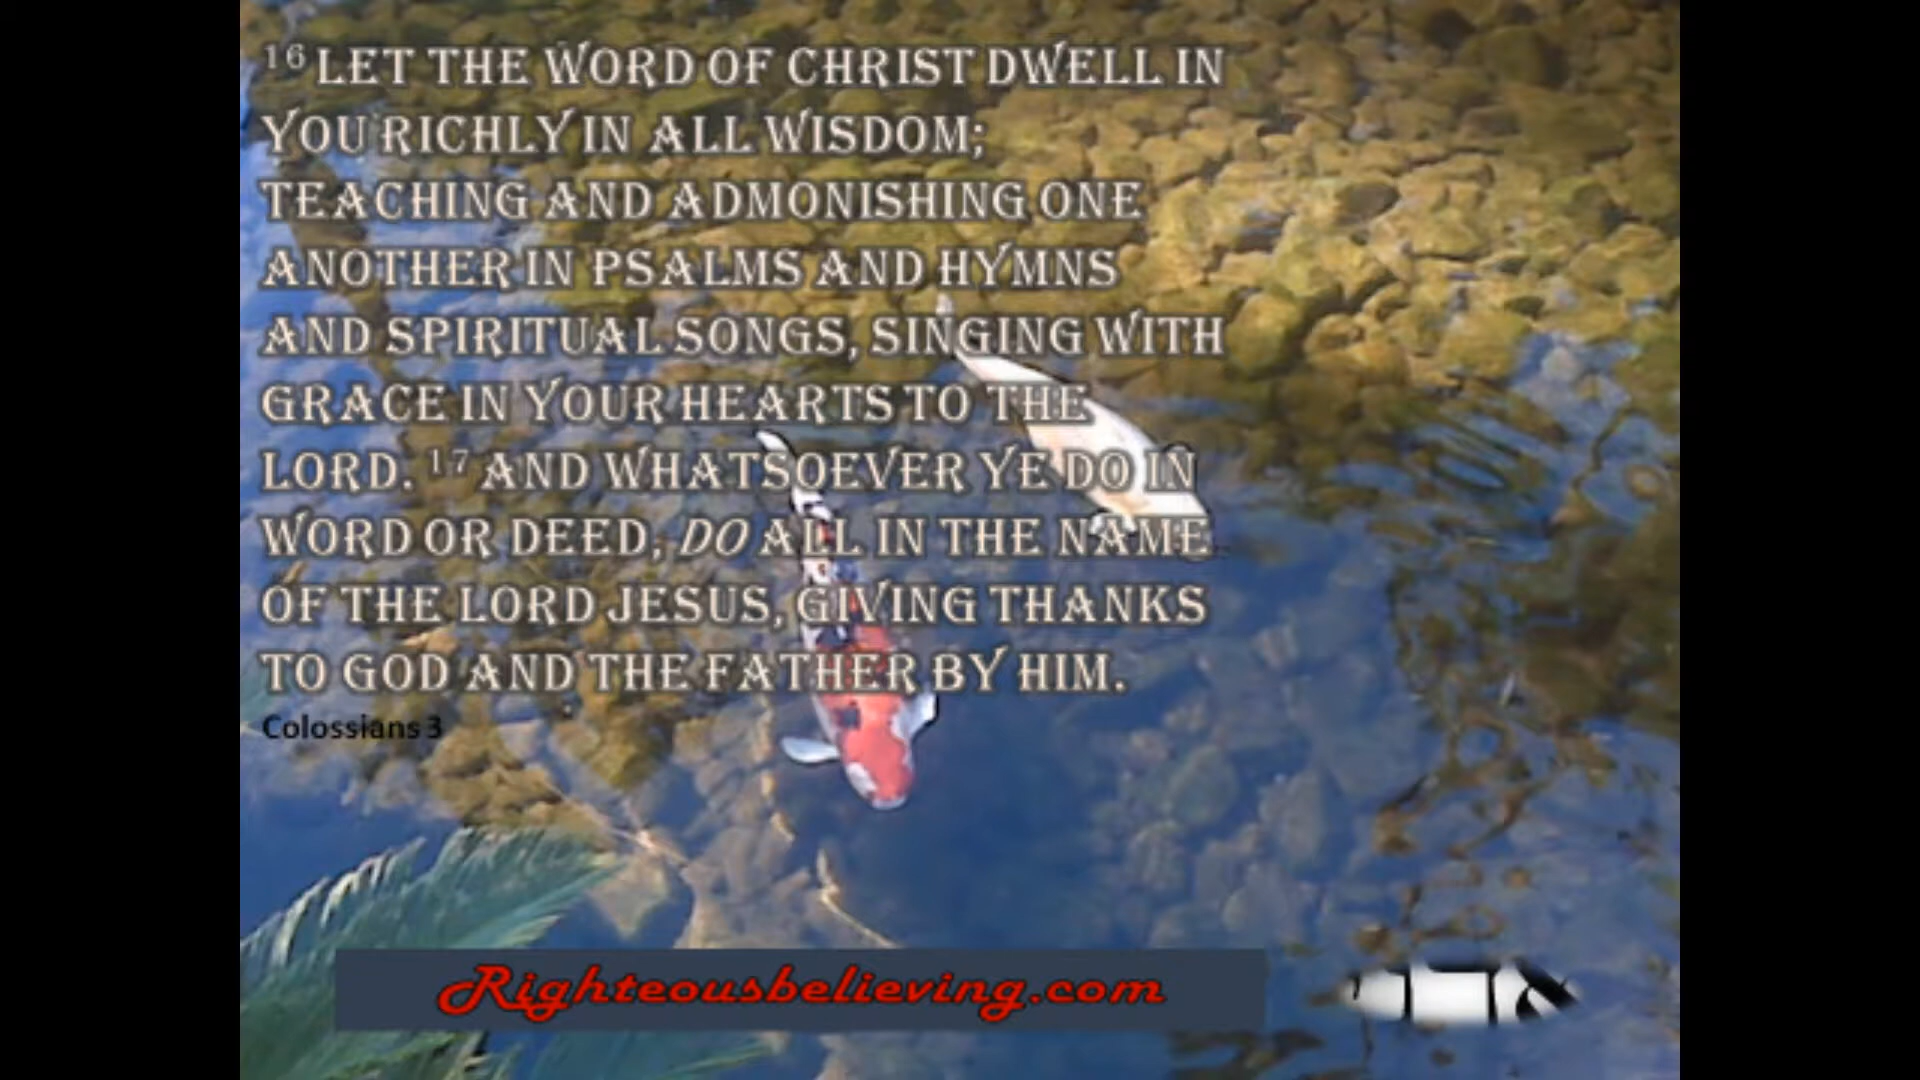 16 LET THE WORD OF CHRIST DWELL IN
YOU RICHLY IN ALL WISDOM;
TEACHING AND ADMONISHING ONE
ANOTHER IN PSALMS AND HYMNS
AND SPIRITUAL SONGS, SINGING WITH
GRACE IN YOUR HEARTS TO THE
LORD. 17 AND WHATSOEVER YE DO IN
WORD OR DEED, DO ALL IN THE NAME
OF THE LORD JESUS, GIVING THANKS
TO GOD AND THE FATHER BY HIM.
Colossians 3
Righteousbelieving.com